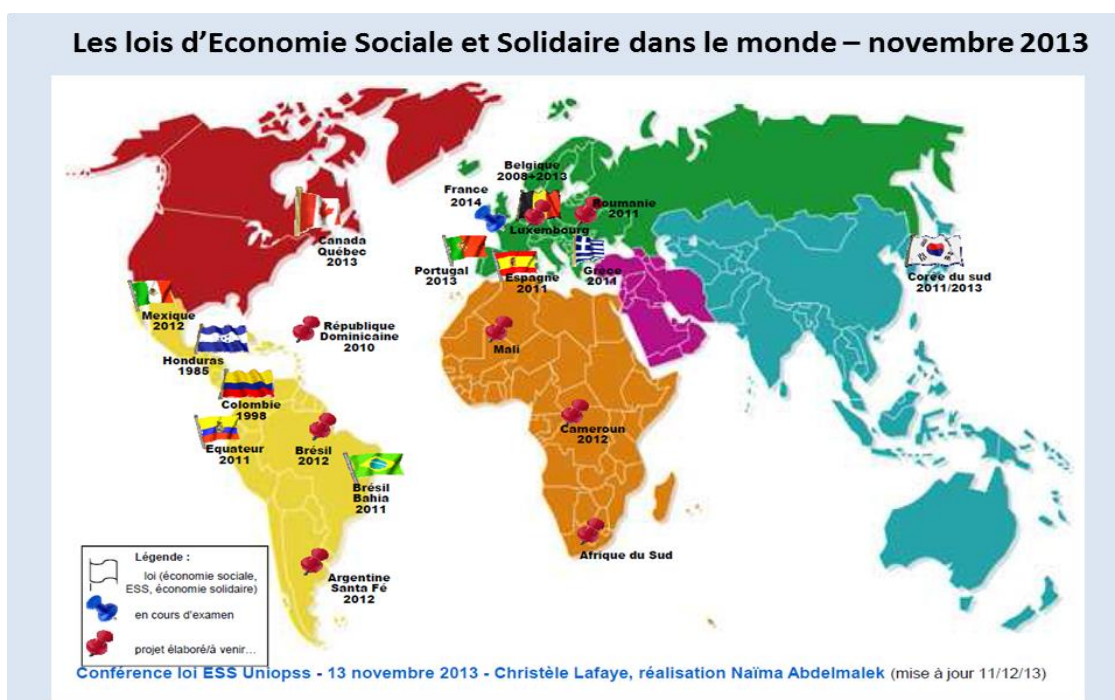 Les lois d’Economie Sociale et Solidaire dans le monde – novembre 2013
Belgique
2008+2013
France
2014
Roumanie
2011
Luxembourg
Canada
Québec
2013
Portugal
2013
Espagne
2011
Grèce
2011
Corée du sud
2011/2013
Mexique
2012
République
Dominicaine
2010
Mali
Honduras
1985
Colombie
1998
Equateur
2011
Brésil
2012
Cameroun
2012
Brésil
Bahia
2011
Afrique du Sud
Argentine
Santa Fé
2012
Légende :
loi (économie sociale,
ESS, économie solidaire)
en cours d'examen
projet élaboré/à venir...
Conférence loi ESS Uniopss - 13 novembre 2013 - Christèle Lafaye, réalisation Naïma Abdelmalek (mise à jour 11/12/13)